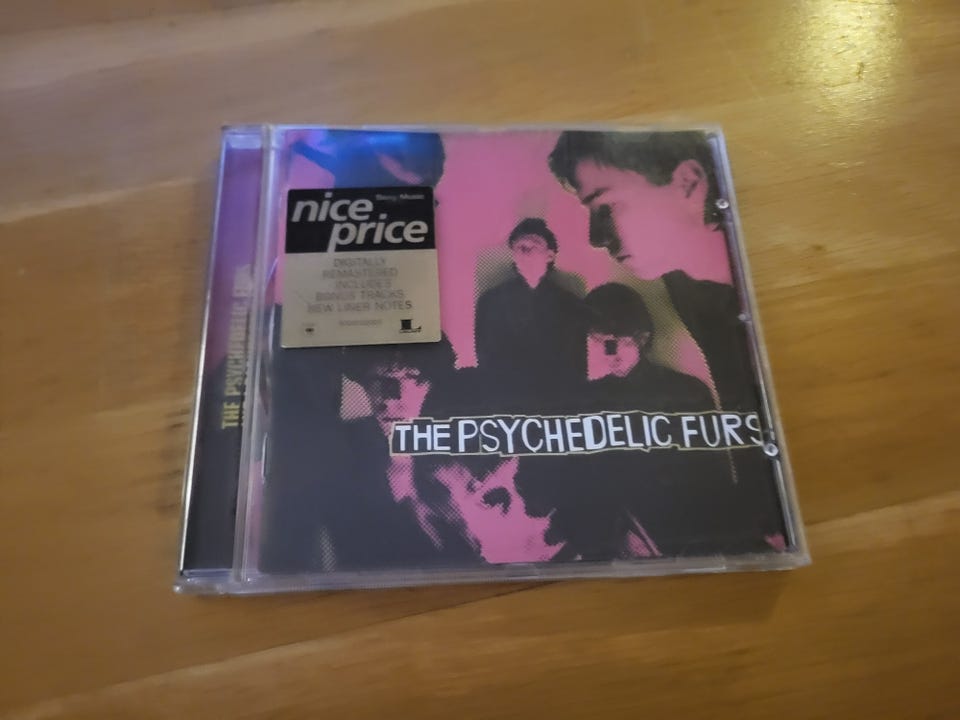 Sony Music
nice
price
DIGITALLY
REMASTERED
INCLUDES
BONUS TRACKS
NEW LINER NOTES
THE PSYCHEDELIC FURS
THE PSYCHEDELIC FURS